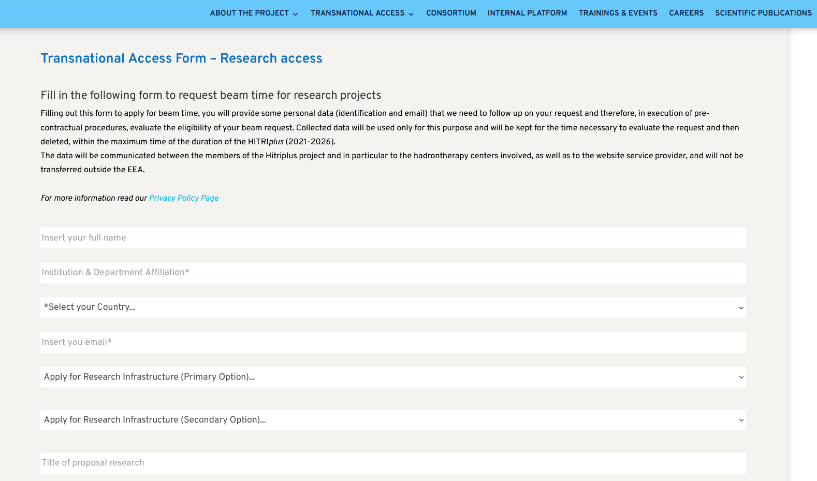 ABOUT THE PROJECT TRANSNATIONAL ACCESS CONSORTIUM INTERNAL PLATFORM TRAININGS & EVENTS CAREERS SCIENTIFIC PUBLICATIONS
Transnational Access Form – Research access
Fill in the following form to request beam time for research projects
Filling out this form to apply for beam time, you will provide some personal data (identification and email) that we need to follow up on your request and therefore, in execution of pre-
contractual procedures, evaluate the eligibility of your beam request. Collected data will be used only for this purpose and will be kept for the time necessary to evaluate the request and then
deleted, within the maximum time of the duration of the HITRIplus (2021-2026).
The data will be communicated between the members of the Hitriplus project and in particular to the hadrontherapy centers involved, as well as to the website service provider, and will not be
transferred outside the EEA.
For more information read our Privacy Policy Page
Insert your full name
Institution & Department Affiliation*
*Select your Country...
Insert you email*
Apply for Research Infrastructure (Primary Option)...
Apply for Research Infrastructure (Secondary Option)...
Title of proposal research